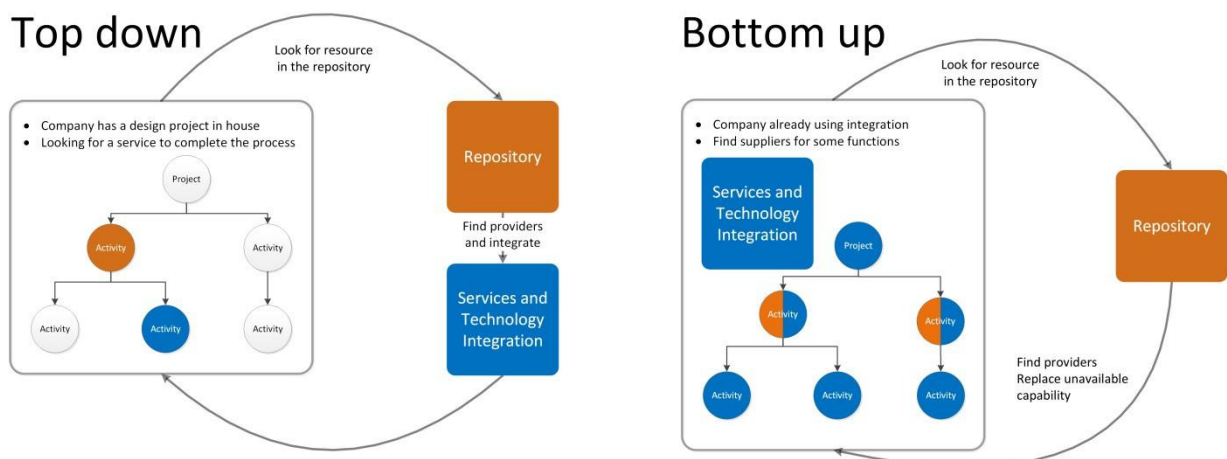 Top down
Look for resource
in the repository
• Company has a design project in house
• Looking for a service to complete the process
Project
Activity
Activity
Activity
Activity
Activity
Repository
Find providers
and integrate
Services and
Technology
Integration
Bottom up
Look for resource
in the repository
• Company already using integration
• Find suppliers for some functions
Services and
Technology
Integration
Project
Activity
Activity
Activity
Activity
Activity
Repository
Find providers
Replace unavailable
capability